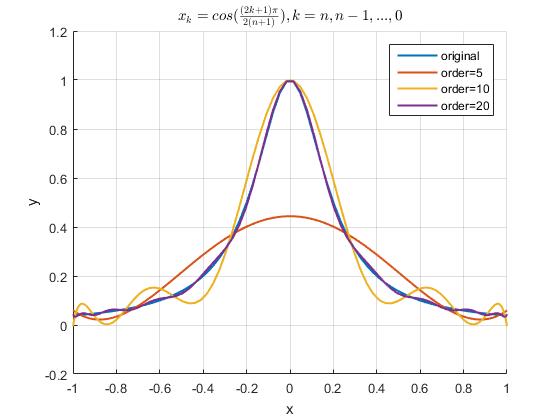 $x_k = cos(\frac{(2k+1)\pi}{2(n+1)}), k = n, n-1, ..., 0$
1.2
1
0.8
0.6
0.4
0.2
0
-0.2
y
original
order=5
order=10
order=20
-1 -0.8 -0.6 -0.4 -0.2 0 0.2 0.4 0.6 0.8 1
x